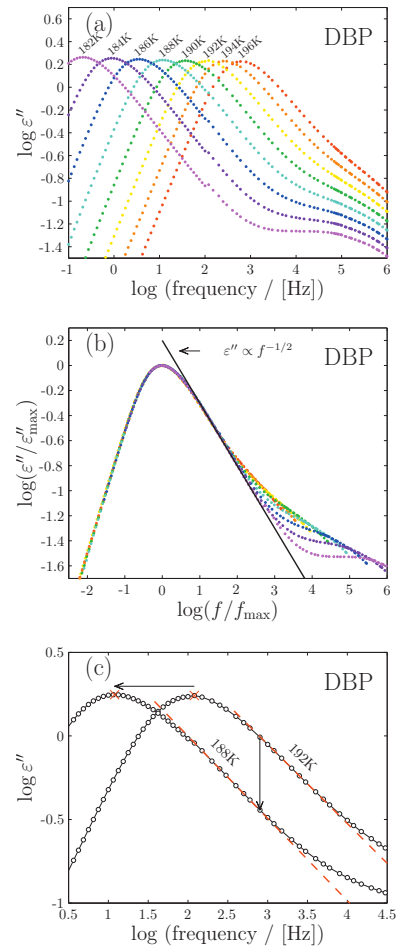 (a)
DBP
182K 184K 186K 188K 190K 192K 194K 196K
0.6
0.4
0.2
0
-0.2
-0.4
-0.6
-0.8
-1
-1.2
-1.4
log ε′′
-1 0 1 2 3 4 5 6
log (frequency / [Hz])
(b)
DBP
ε′′ ∝ f^{-1/2}
0.2
0
-0.2
-0.4
-0.6
-0.8
-1
-1.2
-1.4
-1.6
log(ε′′/ε′′max)
-2 -1 0 1 2 3 4 5 6
log(f/fmax)
(c)
DBP
188K 192K
0.5
0
-0.5
-1
log ε′′
0.5 1 1.5 2 2.5 3 3.5 4 4.5
log (frequency / [Hz])